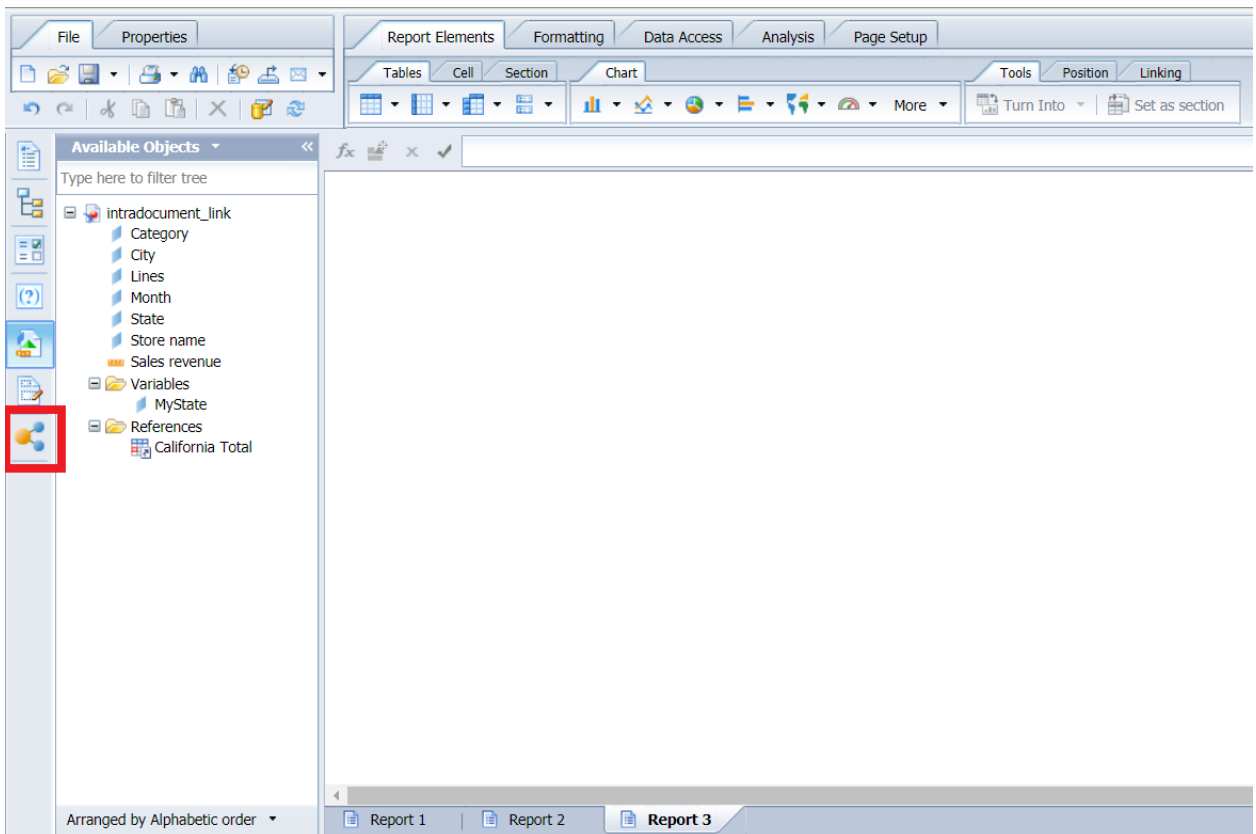 File Properties
Report Elements Formatting Data Access Analysis Page Setup
Tables Cell Section Chart Tools Position Linking
More Turn Into Set as section
Available Objects
fx
Type here to filter tree
intradocument_link
Category
City
Lines
Month
State
(?)
Store name
Sales revenue
Variables
MyState
References
California Total
Arranged by Alphabetic order
Report 1 Report 2 Report 3